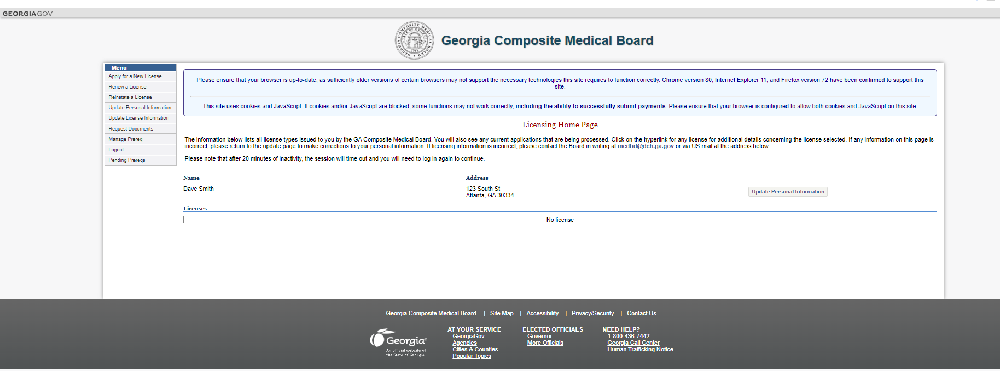 GEORGIAGOV
Georgia Composite Medical Board
Menu
Apply for a New License
Renew a License
Reinstate a License
Update Personal Information
Update License Information
Request Documents
Manage Prereq
Logout
Pending Prereqs
Please ensure that your browser is up-to-date, as sufficiently older versions of certain browsers may not support the necessary technologies this site requires to function correctly. Chrome version 80, Internet Explorer 11, and Firefox version 72 have been confirmed to support this
site.
This site uses cookies and JavaScript. If cookies and/or JavaScript are blocked, some functions may not work correctly, including the ability to successfully submit payments. Please ensure that your browser is configured to allow both cookies and JavaScript on this site.
Licensing Home Page
The information below lists all license types issued to you by the GA Composite Medical Board. You will also see any current applications that are being processed. Click on the hyperlink for any license for additional details concerning the license selected. If any information on this page is
incorrect, please return to the update page to make corrections to your personal information. If licensing information is incorrect, please contact the Board in writing at medbd@dch.ga.gov or via US mail at the address below.
Please note that after 20 minutes of inactivity, the session will time out and you will need to log in again to continue.
Name Address
Dave Smith 123 South St
Atlanta, GA 30334
Update Personal Information
Licenses
No license
Georgia Composite Medical Board | Site Map | Accessibility | Privacy/Security | Contact Us
Georgia®
An official website of
the State of Georgia
AT YOUR SERVICE
GeorgiaGov
Agencies
Cities & Counties
Popular Topics
ELECTED OFFICIALS
Governor
More Officials
NEED HELP?
1-800-436-7442
Georgia Call Center
Human Trafficking Notice